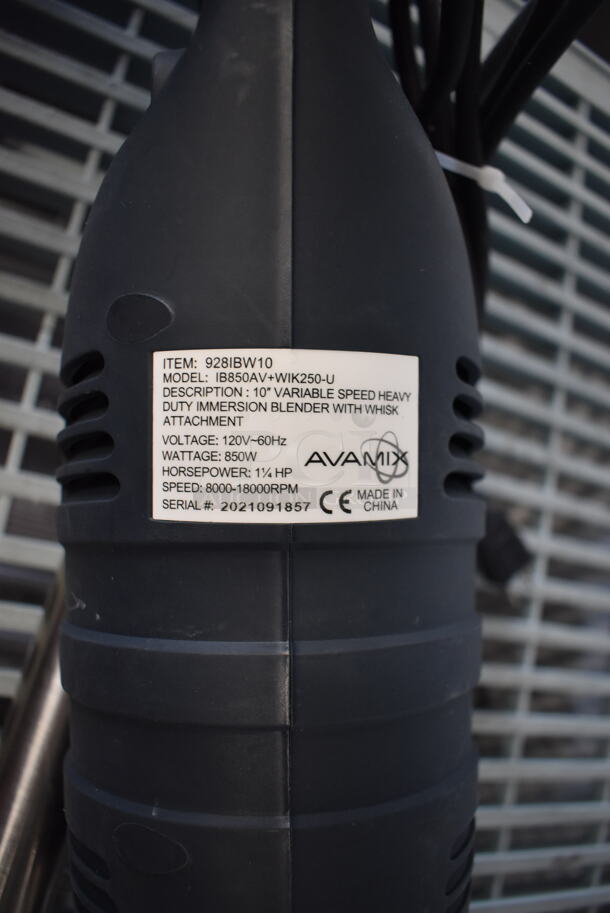 ITEM: 928IBW10
MODEL: IB850AV+WIK250-U
DESCRIPTION : 10" VARIABLE SPEED HEAVY
DUTY IMMERSION BLENDER WITH WHISK
ATTACHMENT
VOLTAGE: 120V~60Hz
WATTAGE: 850W
HORSEPOWER: 1¼ HP
SPEED: 8000-18000RPM
SERIAL #: 2021091857
AVAMIX
CE
MADE IN
CHINA